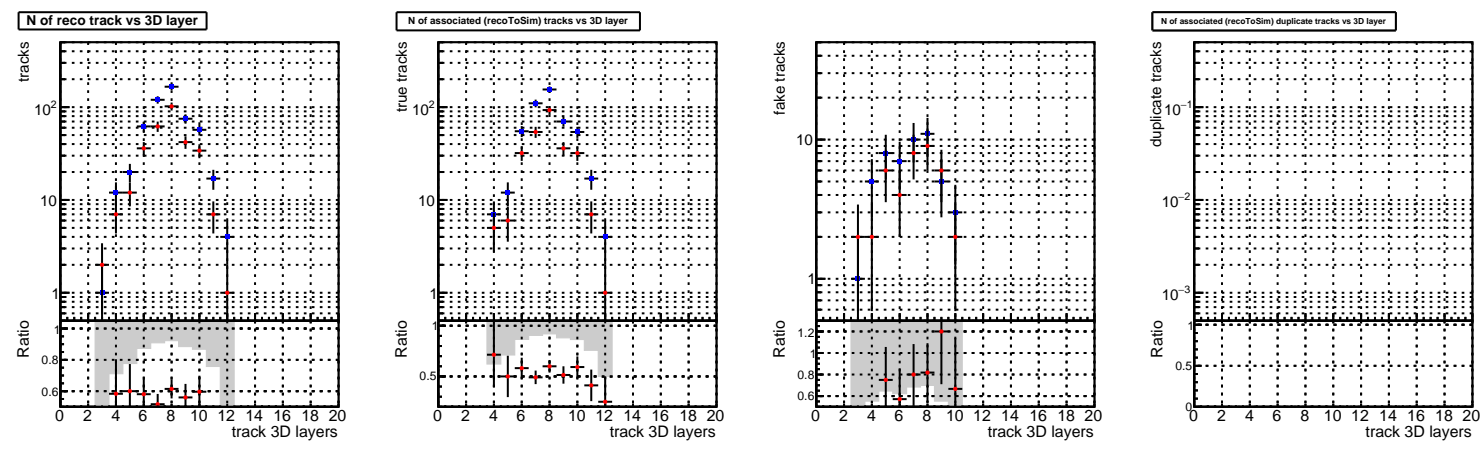 N of reco track vs 3D layer
tracks
10²
10
1
Ratio
1
0.8
0.6
0 2 4 6 8 10 12 14 16 18 20
track 3D layers
N of associated (recoToSim) tracks vs 3D layer
true tracks
10²
10
1
Ratio
1
0.5
0 2 4 6 8 10 12 14 16 18 20
track 3D layers
fake tracks
10
1
Ratio
1.2
1
0.8
0.6
0 2 4 6 8 10 12 14 16 18 20
track 3D layers
N of associated (recoToSim) duplicate tracks vs 3D layer
duplicate tracks
10⁻¹
10⁻²
10⁻³
Ratio
1
0.5
0
0 2 4 6 8 10 12 14 16 18 20
track 3D layers